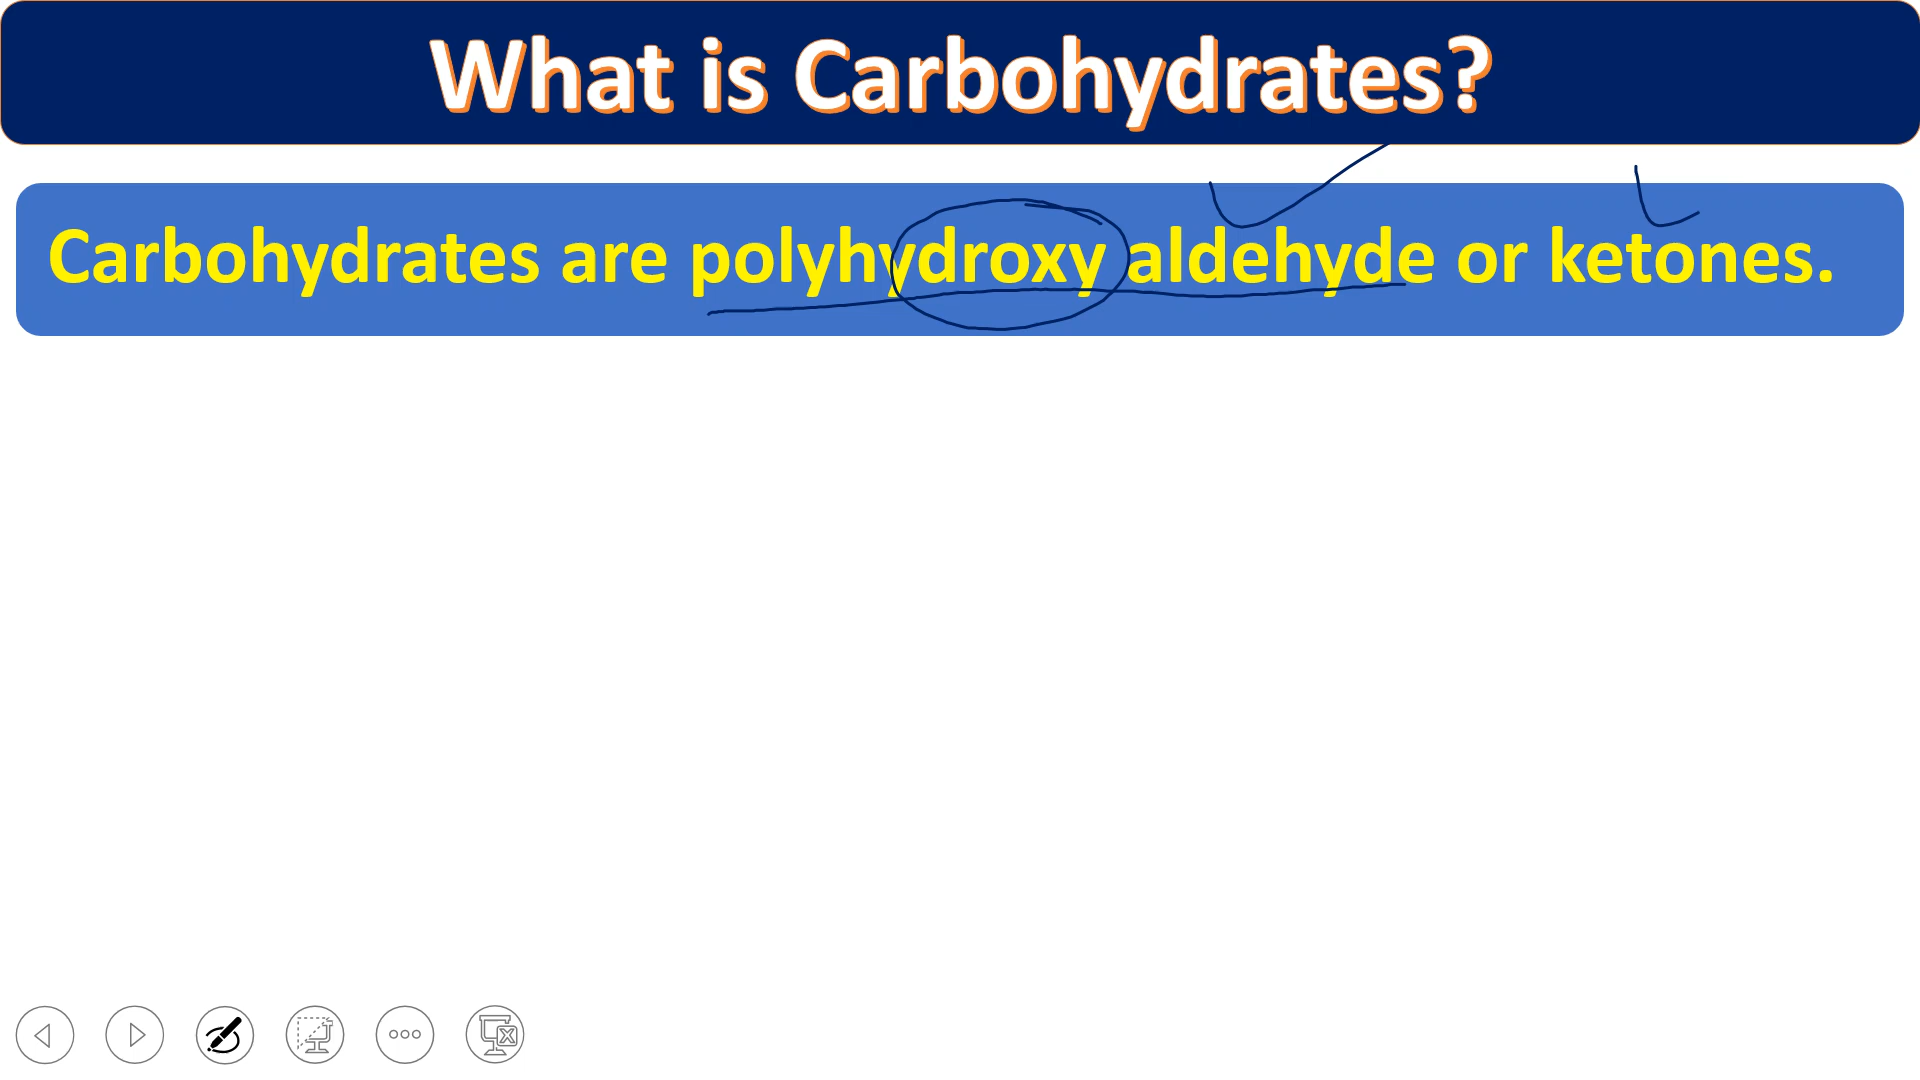 What is Carbohydrates?
Carbohydrates are polyhydroxy aldehyde or ketones.